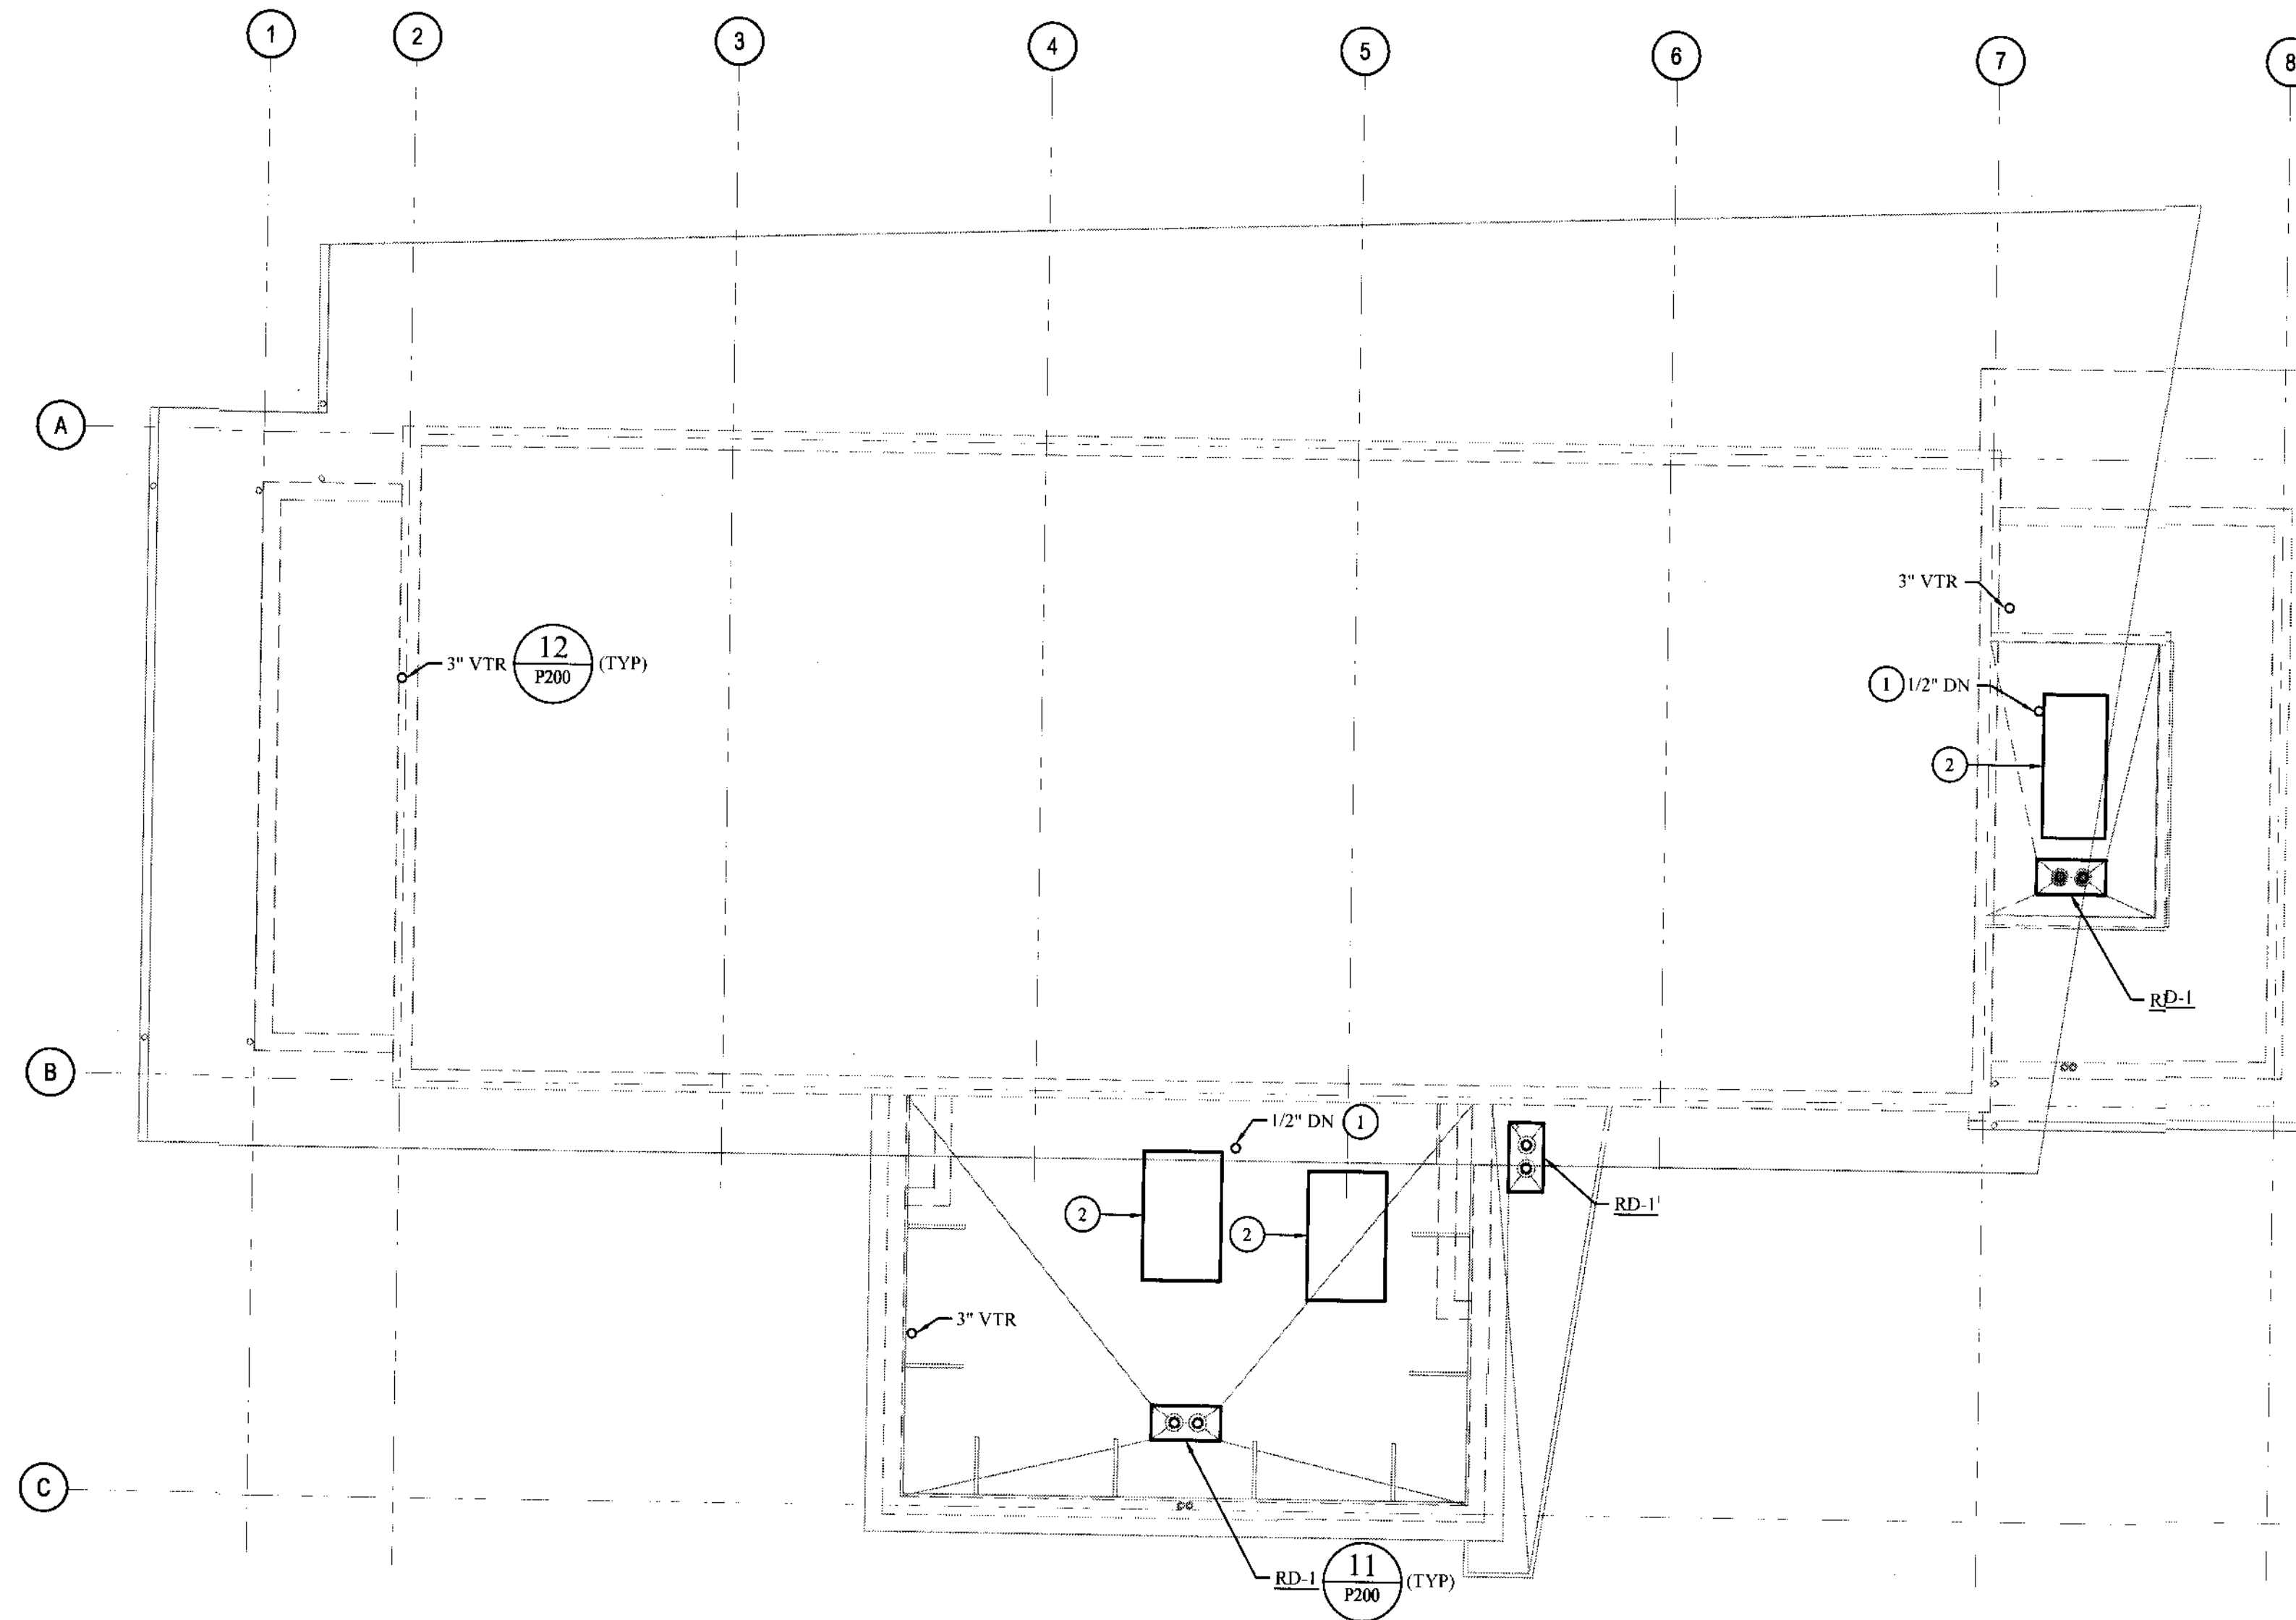 1 2 3 4 5 6 7 8
A
3" VTR
3" VTR 12 (TYP)
P200
1 1/2" DN
2
RD-1
B
1/2" DN 1
2
2
RD-1
3" VTR
C
RD-1 11 (TYP)
P200